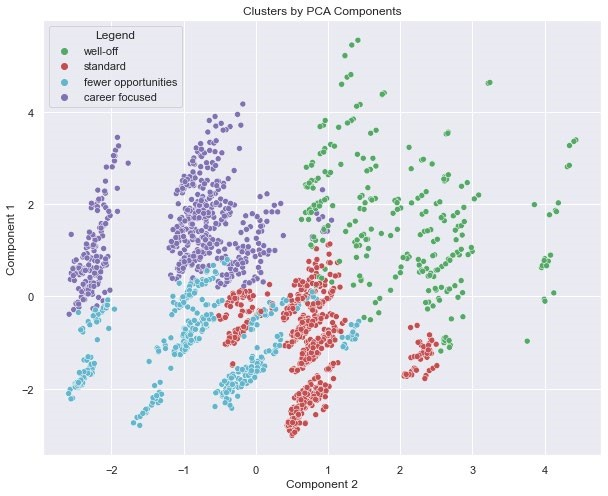 Clusters by PCA Components
Legend
well-off
standard
fewer opportunities
career focused
Component 1
4
2
0
−2
−2
−1
0
1
2
3
4
Component 2